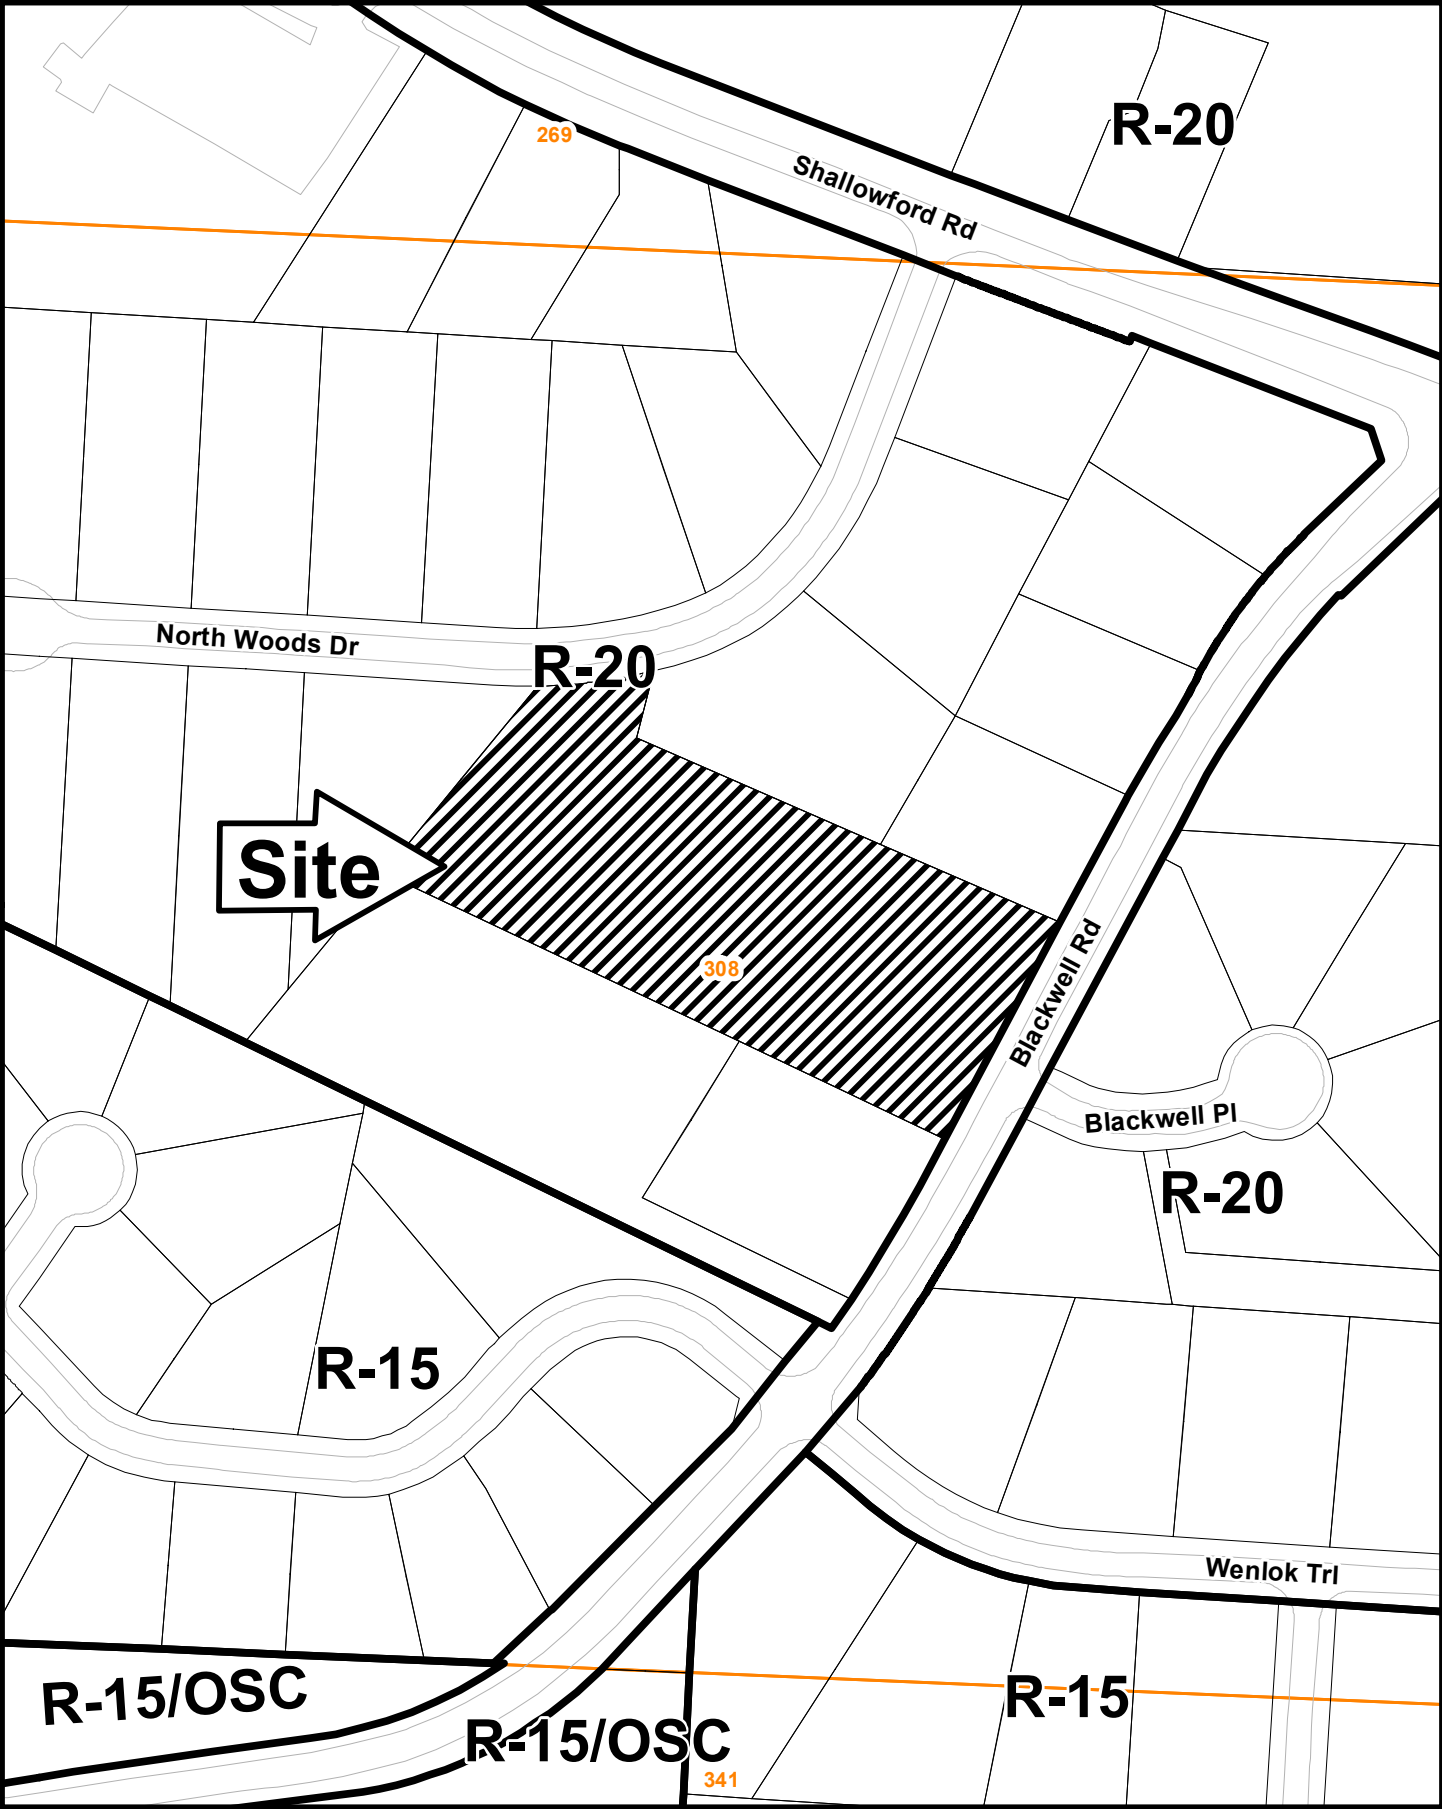 R-20
269
Shallowford Rd
North Woods Dr
R-20
Site
308
Blackwell Rd
Blackwell Pl
R-20
R-15
Wenlok Trl
R-15/OSC
R-15
R-15/OSC
341